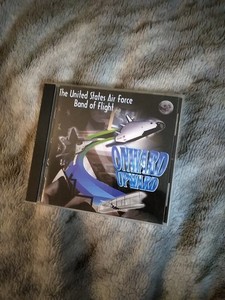 The United States Air Force
Band of Flight
ONWARD
UPWARD